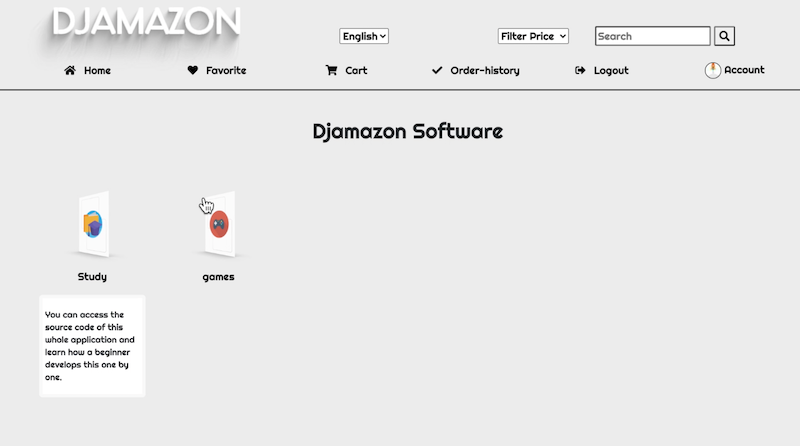 DJAMAZON
English
Filter Price
Search
Home
Favorite
Cart
Order-history
Logout
Account
Djamazon Software
Study
games
You can access the
source code of this
whole application and
learn how a beginner
develops this one by
one.